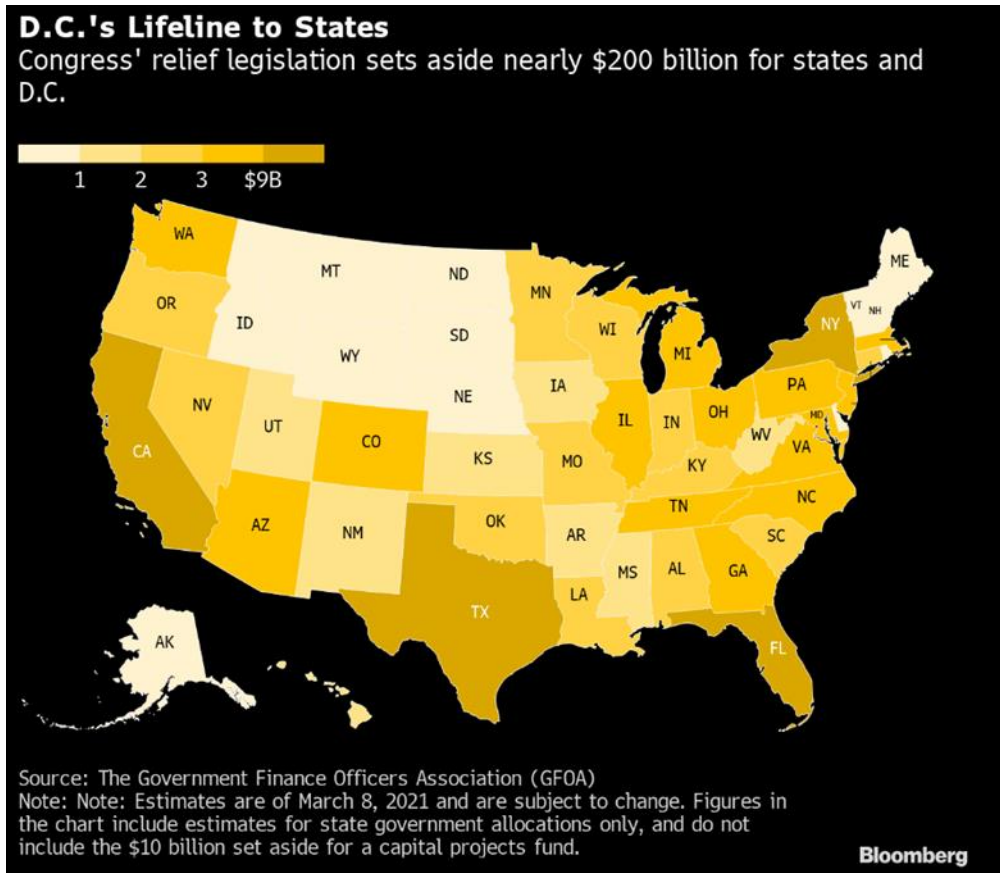 D.C.'s Lifeline to States
Congress' relief legislation sets aside nearly $200 billion for states and
D.C.
1 2 3 $9B
WA
MT
ND
ME
MN
VT
NH
OR
ID
NY
WI
SD
WY
MI
IA
PA
NE
NV
OH
MD
IL
IN
UT
CO
WV
VA
CA
KS
MO
KY
NC
TN
AZ
OK
NM
AR
SC
MS
AL
GA
LA
TX
AK
FL
Source: The Government Finance Officers Association (GFOA)
Note: Note: Estimates are of March 8, 2021 and are subject to change. Figures in
the chart include estimates for state government allocations only, and do not
include the $10 billion set aside for a capital projects fund.
Bloomberg